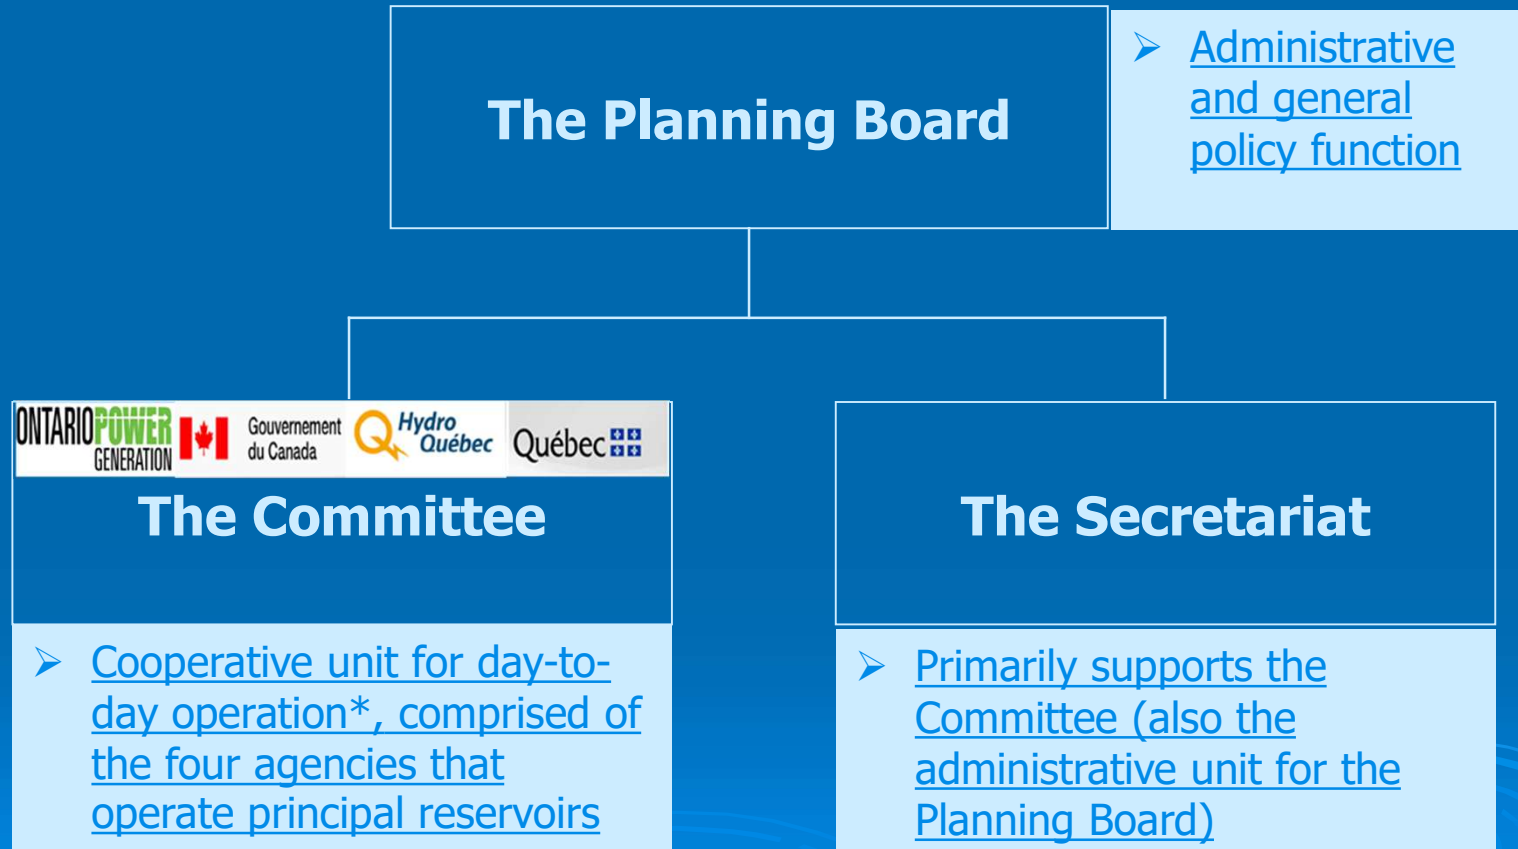 The Planning Board
➢ Administrative
and general
policy function
ONTARIOPOWER
GENERATION
Gouvernement
du Canada
Hydro
Québec
Québec
The Committee
➢ Cooperative unit for day-to-
day operation*, comprised of
the four agencies that
operate principal reservoirs
The Secretariat
➢ Primarily supports the
Committee (also the
administrative unit for the
Planning Board)